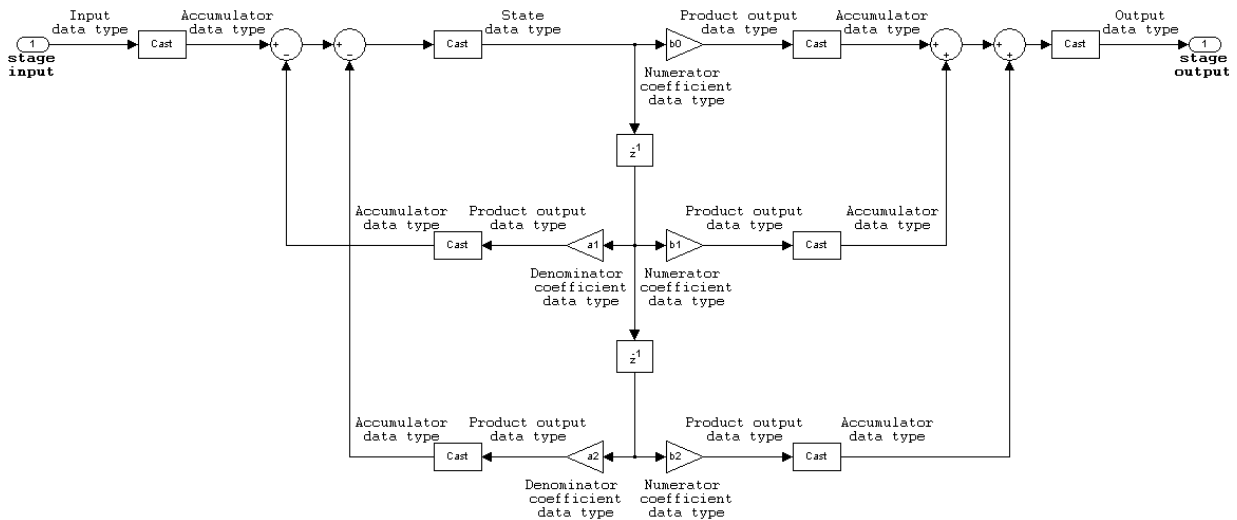 Input
data type
Accumulator
data type
State
data type
Product output
data type
Accumulator
data type
Output
data type
1
Cast
+
−
+
−
Cast
b0
Cast
+
+
+
+
Cast
1
stage
input
stage
output
Numerator
coefficient
data type
z-1
Accumulator
data type
Product output
data type
Product output
data type
Accumulator
data type
Cast
a1
b1
Cast
Denominator
coefficient
data type
Numerator
coefficient
data type
z-1
Accumulator
data type
Product output
data type
Product output
data type
Accumulator
data type
Cast
a2
b2
Cast
Denominator
coefficient
data type
Numerator
coefficient
data type